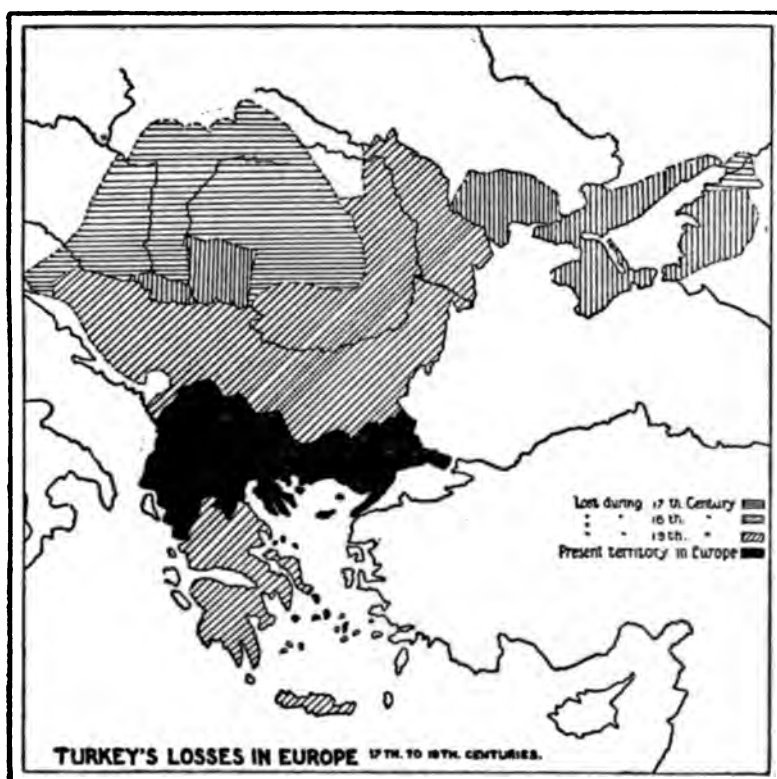 Lost during 17 th. Century
" " 18 th. "
" " 19 th. "
Present territory in Europe
TURKEY'S LOSSES IN EUROPE 17TH. TO 19TH. CENTURIES.